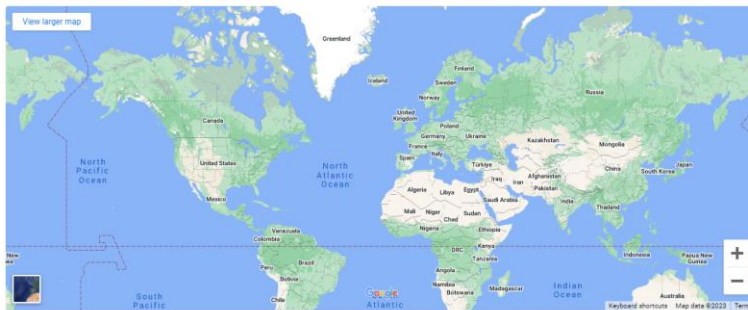 View larger map
Greenland
Iceland
Finland
Sweden
Norway
Russia
Canada
United
Kingdom
Poland
Germany
Ukraine
France
Kazakhstan
Mongolia
Spain
Italy
Türkiye
United States
North
Pacific
Ocean
North
Atlantic
Ocean
China
Japan
South Korea
Iraq
Iran
Afghanistan
Pakistan
Algeria
Libya
Egypt
Saudi Arabia
India
Mexico
Mali
Niger
Chad
Sudan
Thailand
Nigeria
Ethiopia
Venezuela
Colombia
DRC
Kenya
Tanzania
Indonesia
Papua New
Guinea
New
Peru
Brazil
Bolivia
Angola
Namibia
Botswana
Madagascar
Chile
South
Pacific
Google
Atlantic
Indian
Ocean
Australia
+
−
Keyboard shortcuts
Map data ©2023
Term